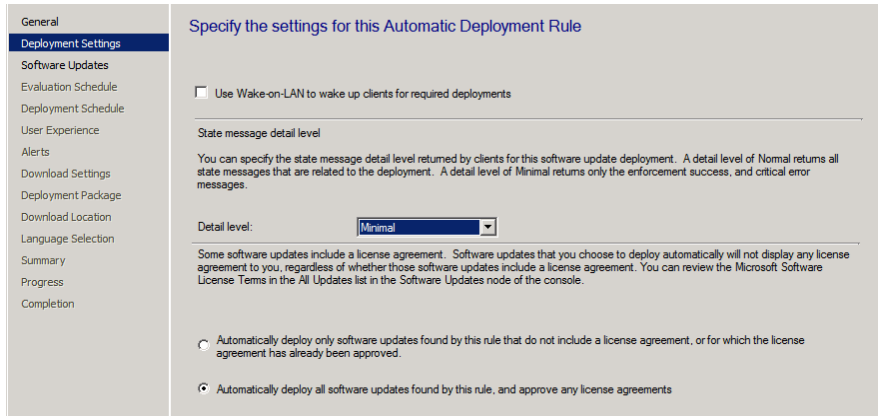 General
Deployment Settings
Software Updates
Evaluation Schedule
Deployment Schedule
User Experience
Alerts
Download Settings
Deployment Package
Download Location
Language Selection
Summary
Progress
Completion
Specify the settings for this Automatic Deployment Rule
Use Wake-on-LAN to wake up clients for required deployments
State message detail level
You can specify the state message detail level returned by clients for this software update deployment. A detail level of Normal returns all
state messages that are related to the deployment. A detail level of Minimal returns only the enforcement success, and critical error
messages.
Detail level: Minimal
Some software updates include a license agreement. Software updates that you choose to deploy automatically will not display any license
agreement to you, regardless of whether those software updates include a license agreement. You can review the Microsoft Software
License Terms in the All Updates list in the Software Updates node of the console.
Automatically deploy only software updates found by this rule that do not include a license agreement, or for which the license
agreement has already been approved.
Automatically deploy all software updates found by this rule, and approve any license agreements